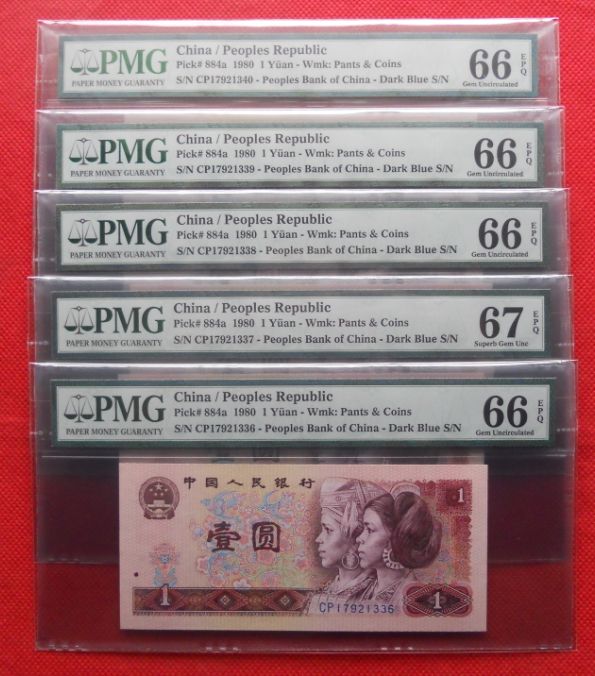 PMG
PAPER MONEY GUARANTY
China / Peoples Republic
Pick# 884a 1980 1 Yüan - Wmk: Pants & Coins
S/N CP17921340 - Peoples Bank of China - Dark Blue S/N
66 EPQ
Gem Uncirculated
PMG
PAPER MONEY GUARANTY
China / Peoples Republic
Pick# 884a 1980 1 Yüan - Wmk: Pants & Coins
S/N CP17921339 - Peoples Bank of China - Dark Blue S/N
66 EPQ
Gem Uncirculated
PMG
PAPER MONEY GUARANTY
China / Peoples Republic
Pick# 884a 1980 1 Yüan - Wmk: Pants & Coins
S/N CP17921338 - Peoples Bank of China - Dark Blue S/N
66 EPQ
Gem Uncirculated
PMG
PAPER MONEY GUARANTY
China / Peoples Republic
Pick# 884a 1980 1 Yüan - Wmk: Pants & Coins
S/N CP17921337 - Peoples Bank of China - Dark Blue S/N
67 EPQ
Superb Gem Unc
PMG
PAPER MONEY GUARANTY
China / Peoples Republic
Pick# 884a 1980 1 Yüan - Wmk: Pants & Coins
S/N CP17921336 - Peoples Bank of China - Dark Blue S/N
66 EPQ
Gem Uncirculated
中国人民银行
1
壹圆
1
CP17921336
1